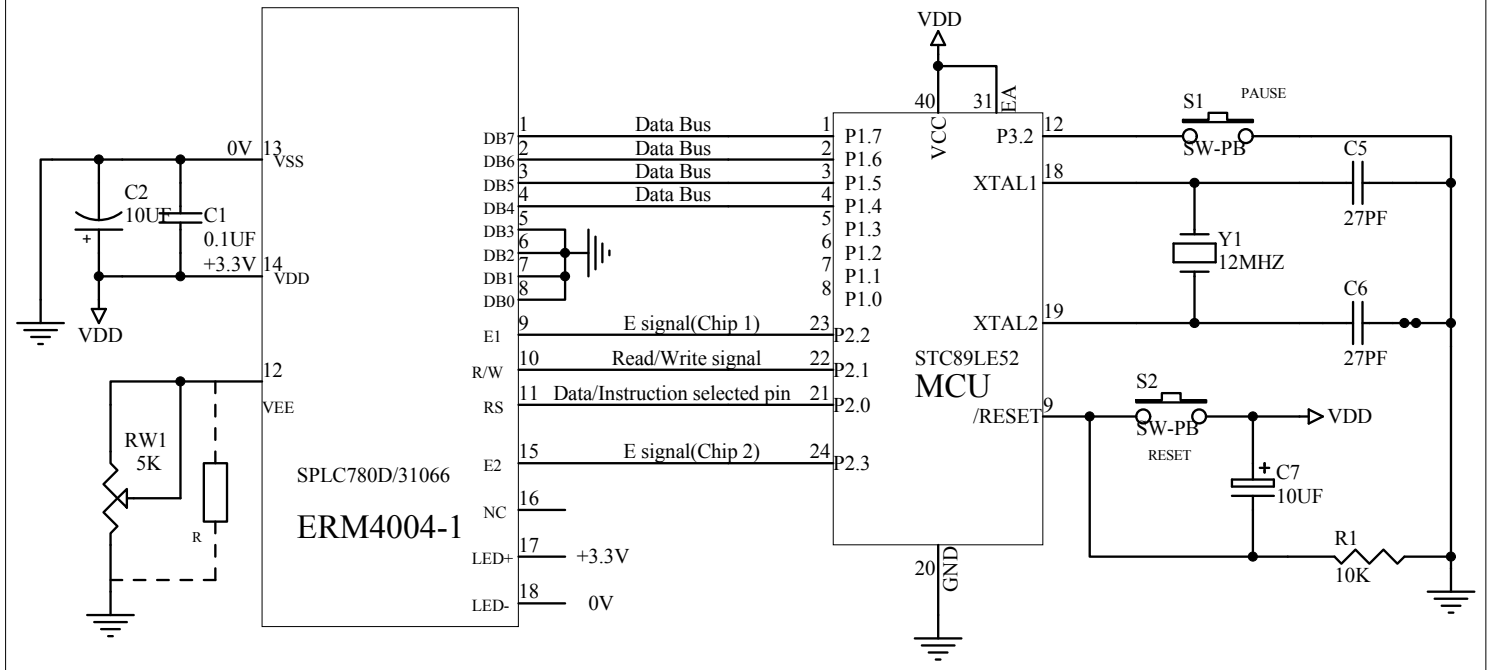 VDD
40
31
EA
VCC
S1
PAUSE
1
DB7
Data Bus
1
P1.7
P3.2
12
SW-PB
2
DB6
Data Bus
2
P1.6
C5
0V
13
VSS
3
DB5
Data Bus
3
P1.5
XTAL1
18
27PF
4
DB4
Data Bus
4
P1.4
C2
10UF
C1
0.1UF
5
DB3
5
P1.3
6
DB2
6
P1.2
Y1
12MHZ
+3.3V
14
VDD
7
DB1
7
P1.1
8
DB0
8
P1.0
C6
VDD
9
E1
E signal(Chip 1)
23
P2.2
XTAL2
19
27PF
10
R/W
Read/Write signal
22
P2.1
STC89LE52
MCU
12
VEE
11
RS
Data/Instruction selected pin
21
P2.0
S2
/RESET
9
SW-PB
RESET
VDD
RW1
5K
15
E2
E signal(Chip 2)
24
P2.3
SPLC780D/31066
ERM4004-1
+
C7
10UF
+
16
NC
R
17
LED+
+3.3V
R1
10K
20
GND
18
LED-
0V